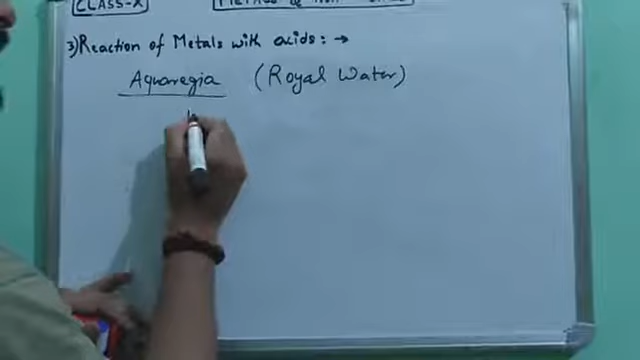 CLASS-X
3) Reaction of Metals with acids: →
Aquaregia (Royal Water)